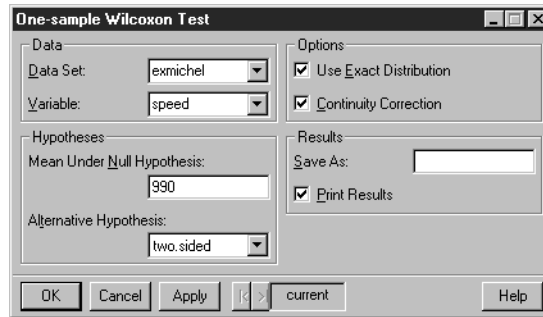 One-sample Wilcoxon Test
Data
Data Set:
exmichel
Variable:
speed
Hypotheses
Mean Under Null Hypothesis:
990
Alternative Hypothesis:
two.sided
Options
Use Exact Distribution
Continuity Correction
Results
Save As:
Print Results
OK
Cancel
Apply
current
Help